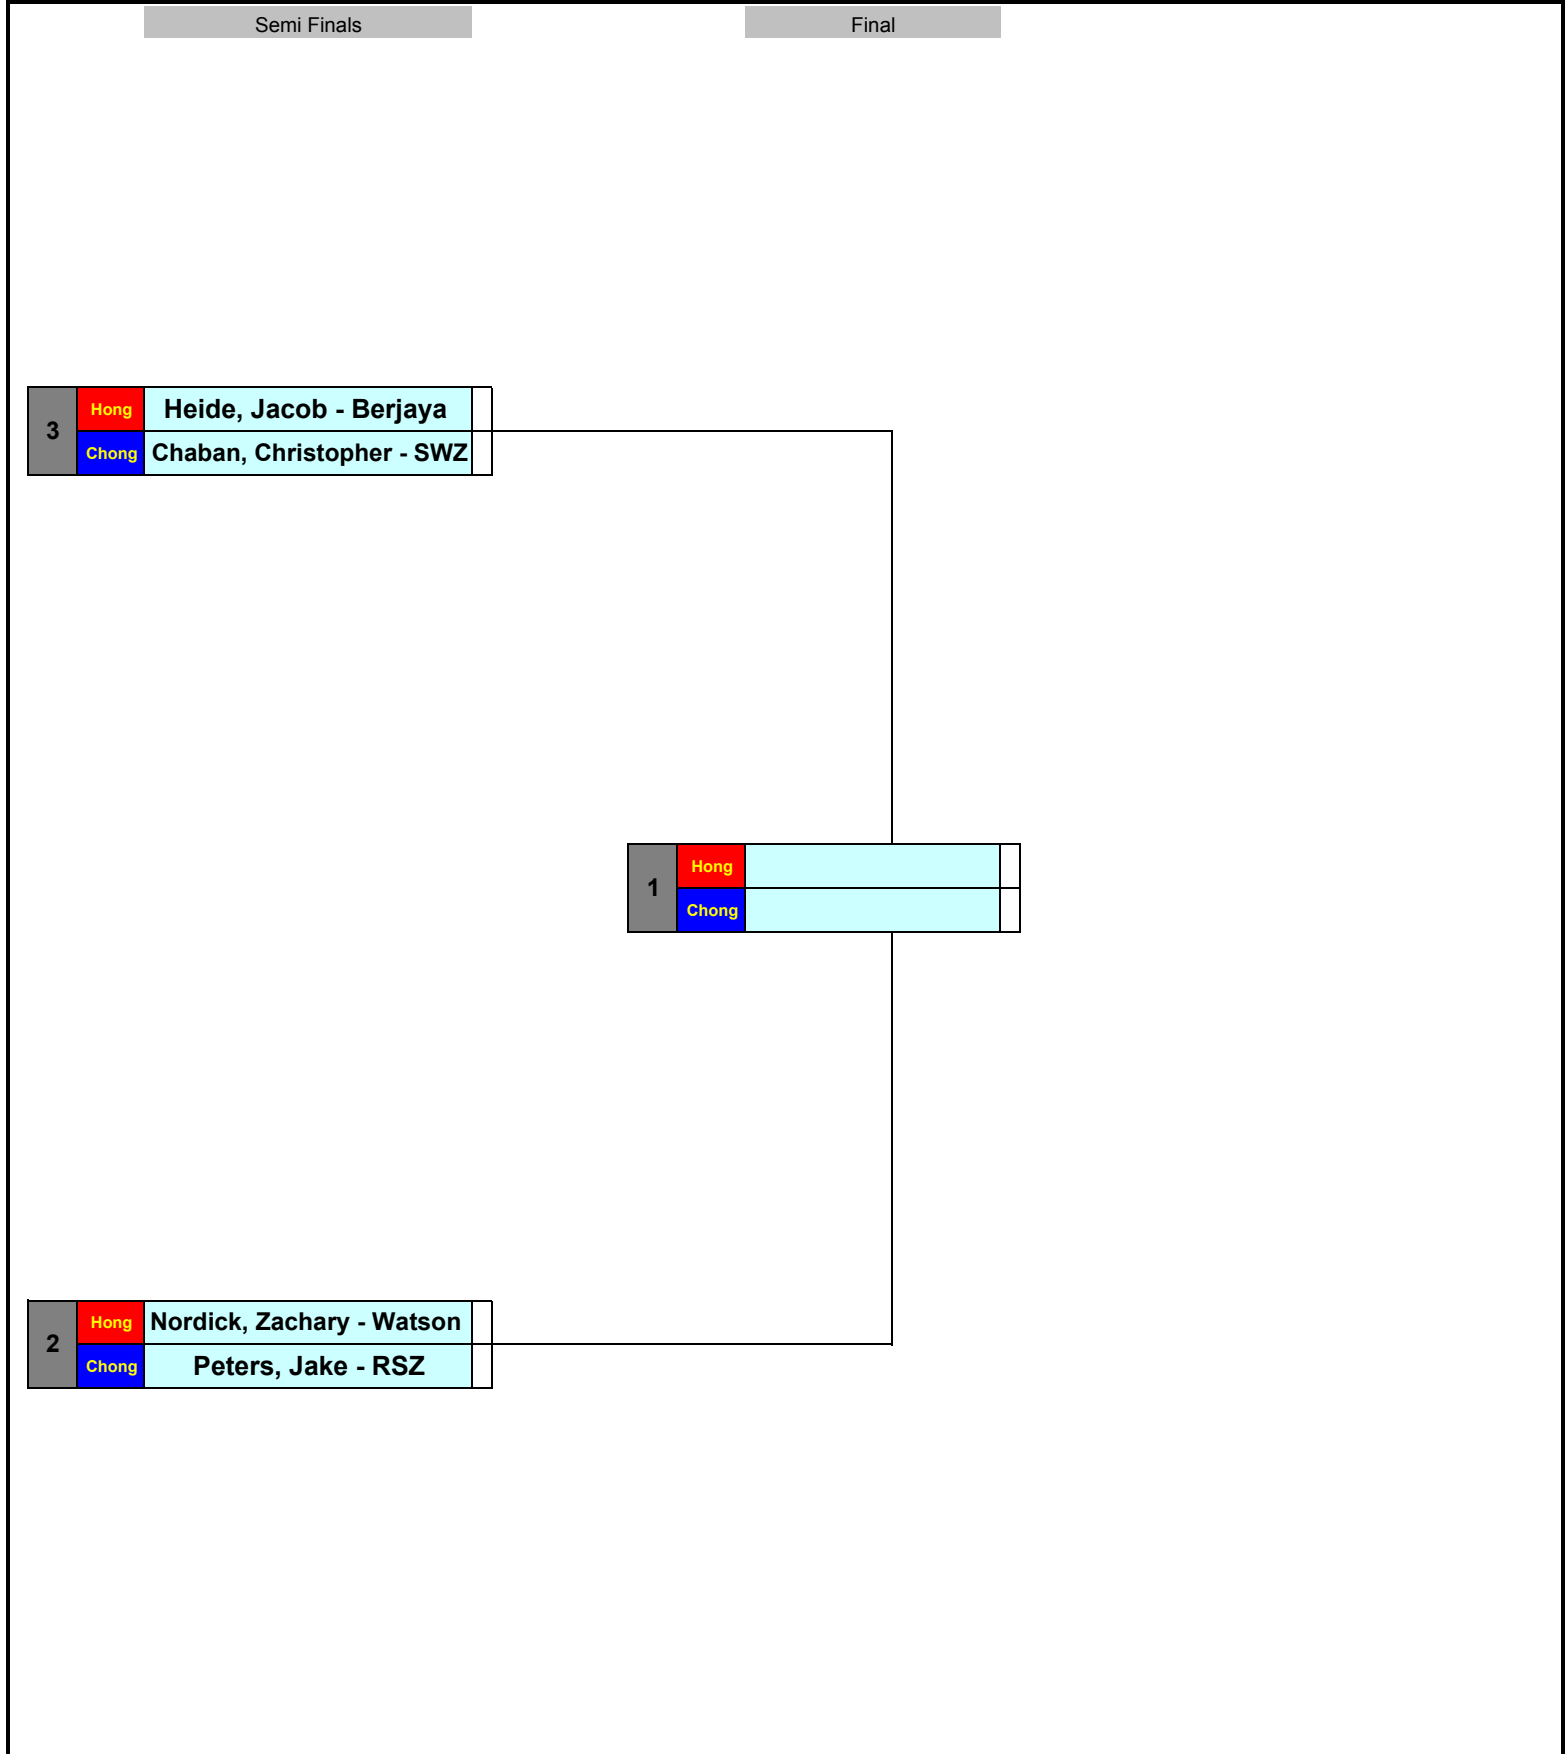 Semi Finals
Final
3
Hong
Heide, Jacob - Berjaya
Chong
Chaban, Christopher - SWZ
1
Hong
Chong
2
Hong
Nordick, Zachary - Watson
Chong
Peters, Jake - RSZ